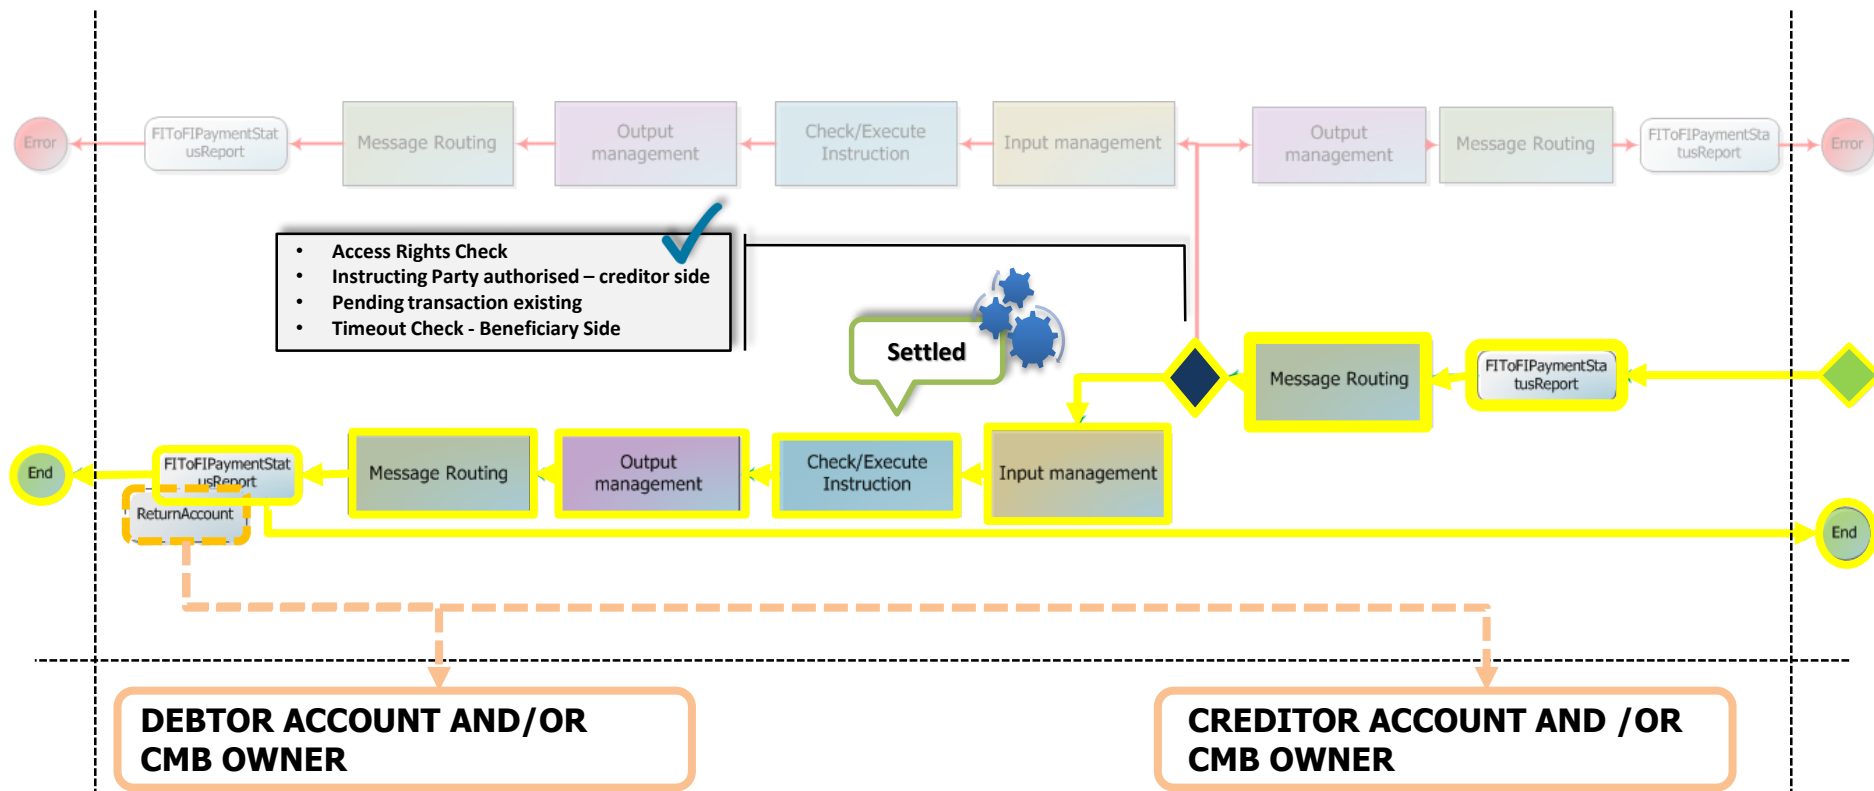 Error
FIToFIPaymentStat
usReport
Message Routing
Output
management
Check/Execute
Instruction
Input management
Output
management
Message Routing
FIToFIPaymentSta
tusReport
Error
• Access Rights Check
• Instructing Party authorised – creditor side
• Pending transaction existing
• Timeout Check - Beneficiary Side
Settled
Message Routing
FIToFIPaymentSta
tusReport
End
FIToFIPaymentStat
usReport
Message Routing
Output
management
Check/Execute
Instruction
Input management
ReturnAccount
End
DEBTOR ACCOUNT AND/OR
CMB OWNER
CREDITOR ACCOUNT AND /OR
CMB OWNER